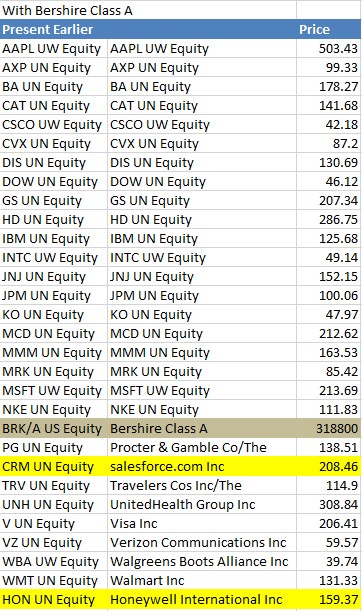 With Bershire Class A
Present Earlier Price
AAPL UW Equity AAPL UW Equity 503.43
AXP UN Equity AXP UN Equity 99.33
BA UN Equity BA UN Equity 178.27
CAT UN Equity CAT UN Equity 141.68
CSCO UW Equity CSCO UW Equity 42.18
CVX UN Equity CVX UN Equity 87.2
DIS UN Equity DIS UN Equity 130.69
DOW UN Equity DOW UN Equity 46.12
GS UN Equity GS UN Equity 207.34
HD UN Equity HD UN Equity 286.75
IBM UN Equity IBM UN Equity 125.68
INTC UW Equity INTC UW Equity 49.14
JNJ UN Equity JNJ UN Equity 152.15
JPM UN Equity JPM UN Equity 100.06
KO UN Equity KO UN Equity 47.97
MCD UN Equity MCD UN Equity 212.62
MMM UN Equity MMM UN Equity 163.53
MRK UN Equity MRK UN Equity 85.42
MSFT UW Equity MSFT UW Equity 213.69
NKE UN Equity NKE UN Equity 111.83
BRK/A US Equity Bershire Class A 318800
PG UN Equity Procter & Gamble Co/The 138.51
CRM UN Equity salesforce.com Inc 208.46
TRV UN Equity Travelers Cos Inc/The 114.9
UNH UN Equity UnitedHealth Group Inc 308.84
V UN Equity Visa Inc 206.41
VZ UN Equity Verizon Communications Inc 59.57
WBA UW Equity Walgreens Boots Alliance Inc 39.74
WMT UN Equity Walmart Inc 131.33
HON UN Equity Honeywell International Inc 159.37